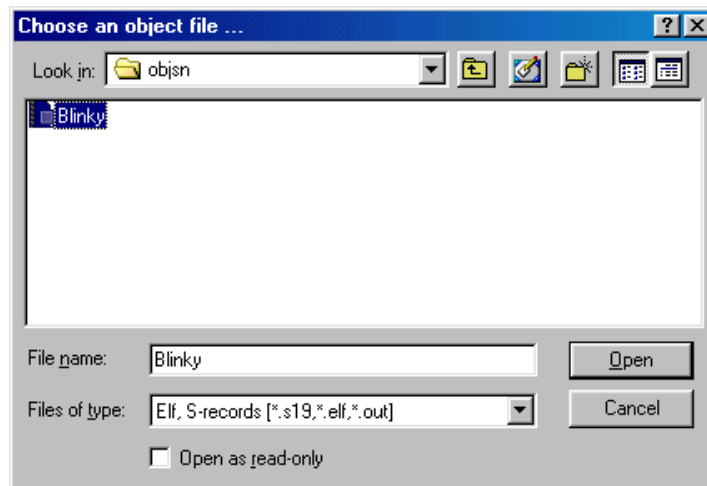 Choose an object file ...
Look in: objsn
Blinky
File name: Blinky
Open
Files of type: Elf, S-records [*.s19,*.elf,*.out]
Cancel
Open as read-only